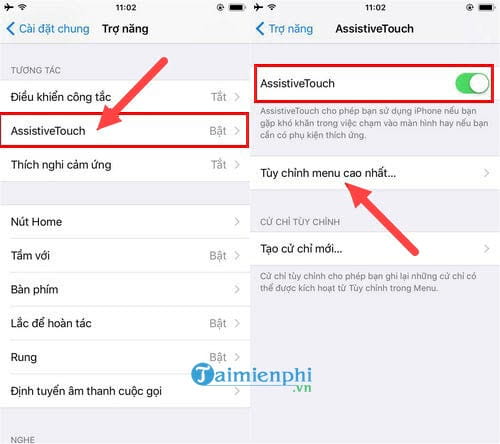 11:02
Cài đặt chung Trợ năng
TƯƠNG TÁC
Điều khiển công tắc Tắt
AssistiveTouch Bật
Thích nghi cảm ứng Tắt
Nút Home
Tầm với Bật
Bàn phím
Lắc để hoàn tác Bật
Rung Bật
Định tuyến âm thanh cuộc gọi
NGHE
11:02
Trợ năng AssistiveTouch
AssistiveTouch
AssistiveTouch cho phép bạn sử dụng iPhone nếu bạn
gặp khó khăn trong việc chạm vào màn hình hay nếu bạn
cần có phụ kiện thích ứng.
Tùy chỉnh menu cao nhất...
CỬ CHỈ TÙY CHỈNH
Tạo cử chỉ mới...
Cử chỉ tùy chỉnh cho phép bạn ghi lại những cử chỉ có
thể được kích hoạt từ Tùy chỉnh trong Menu.
Taimienphi
.vn